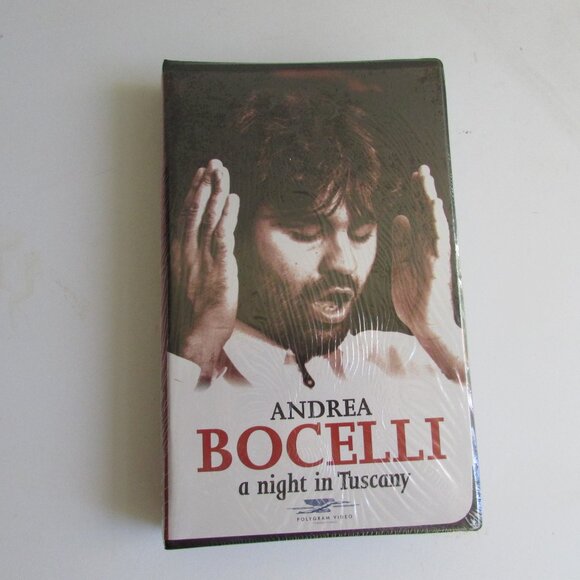 ANDREA
BOCELLI
a night in Tuscany
POLYGRAM VIDEO